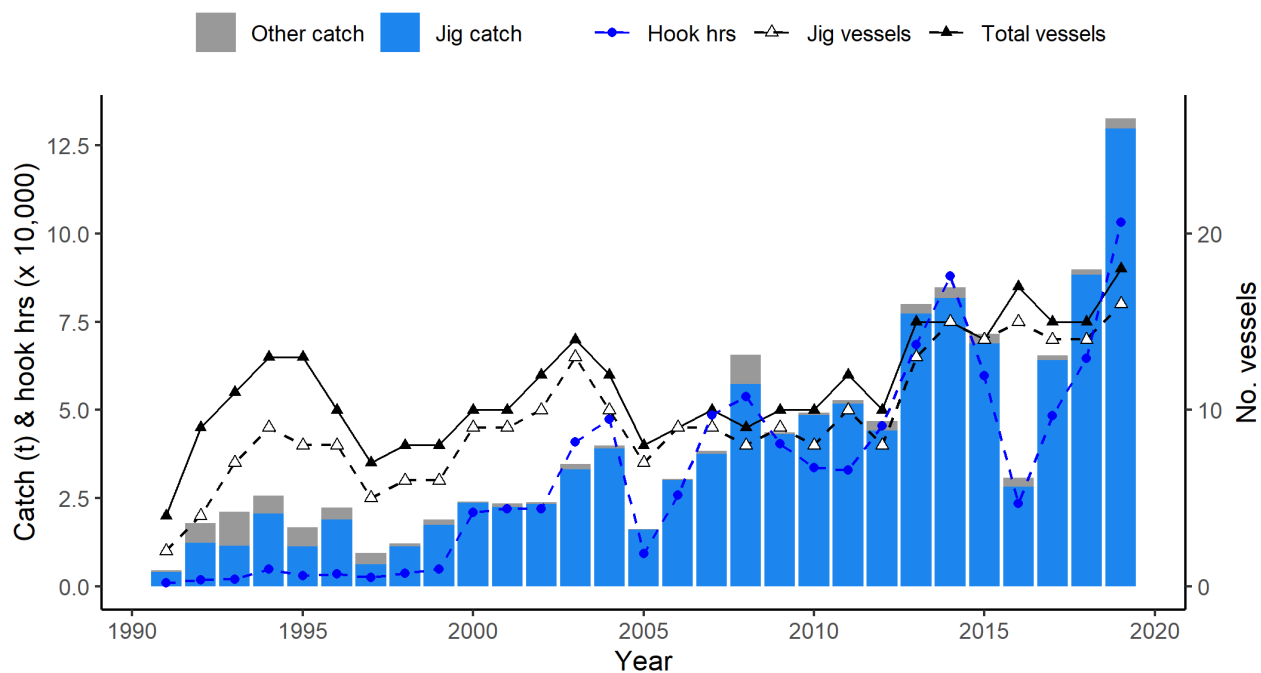 Other catch Jig catch Hook hrs Jig vessels Total vessels
Catch (t) & hook hrs (x 10,000)
12.5
10.0
7.5
5.0
2.5
0.0
20
10
0
No. vessels
1990 1995 2000 2005 2010 2015 2020
Year